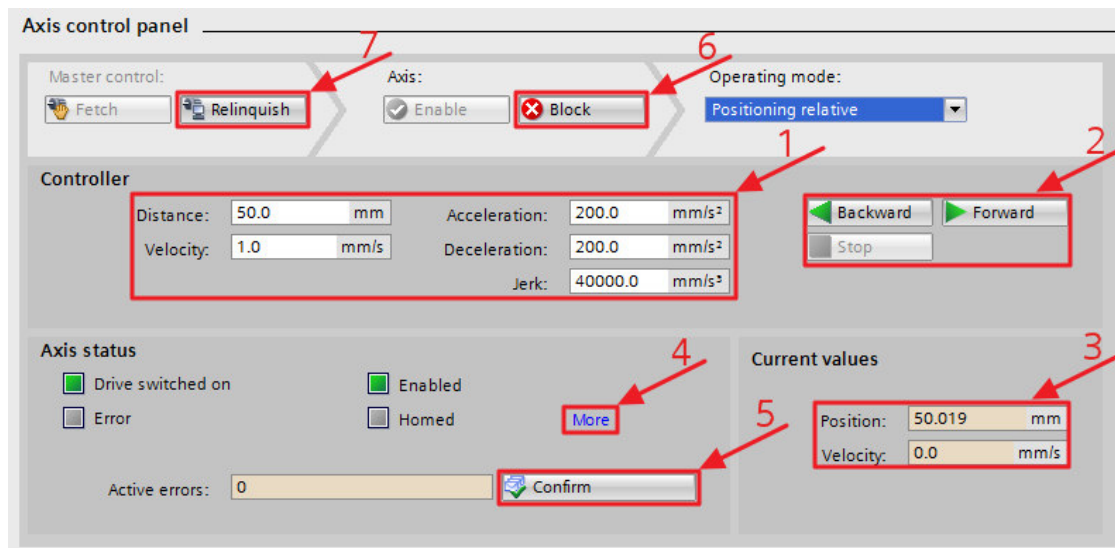 Axis control panel
7
6
Master control:
Axis:
Operating mode:
Fetch
Relinquish
Enable
Block
Positioning relative
1
2
Controller
Distance: 50.0 mm
Acceleration: 200.0 mm/s²
Backward
Forward
Velocity: 1.0 mm/s
Deceleration: 200.0 mm/s²
Stop
Jerk: 40000.0 mm/s³
Axis status
4
Current values
3
Drive switched on
Enabled
Error
Homed
More
5
Position: 50.019 mm
Velocity: 0.0 mm/s
Active errors: 0
Confirm